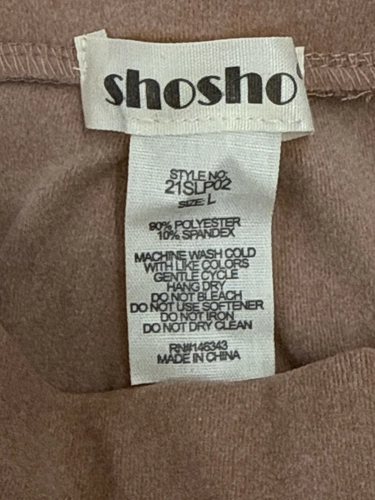 shosho
STYLE NO:
21SLP02
SIZE: L
90% POLYESTER
10% SPANDEX
MACHINE WASH COLD
WITH LIKE COLORS
GENTLE CYCLE
HANG DRY
DO NOT BLEACH
DO NOT USE SOFTENER
DO NOT IRON
DO NOT DRY CLEAN
RN#146343
MADE IN CHINA